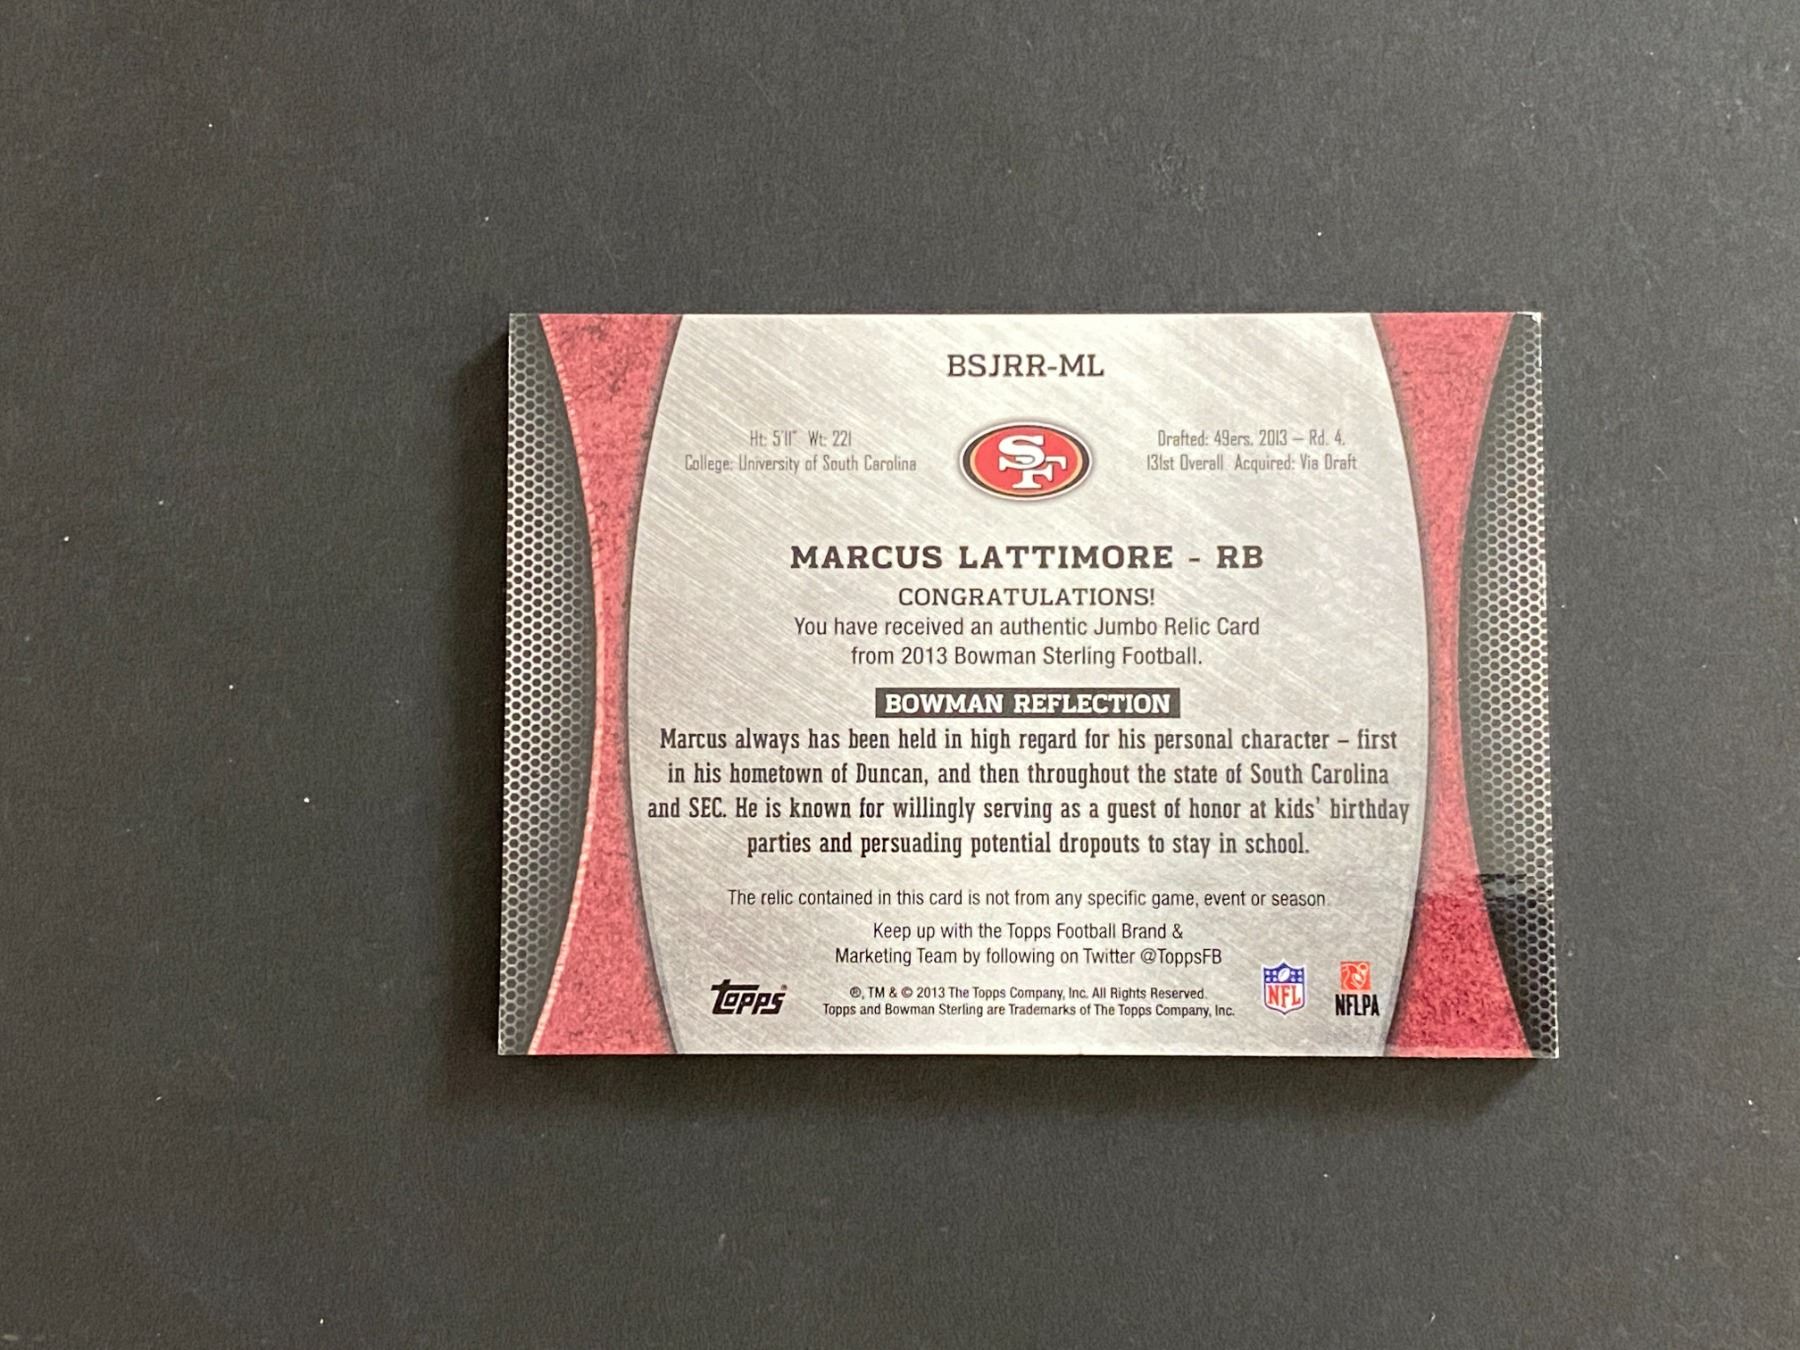 BSJRR-ML
Ht: 5'11" Wt: 221
College: University of South Carolina
SF
Drafted: 49ers. 2013 – Rd. 4.
131st Overall Acquired: Via Draft
MARCUS LATTIMORE - RB
CONGRATULATIONS!
You have received an authentic Jumbo Relic Card
from 2013 Bowman Sterling Football.
BOWMAN REFLECTION
Marcus always has been held in high regard for his personal character – first
in his hometown of Duncan, and then throughout the state of South Carolina
and SEC. He is known for willingly serving as a guest of honor at kids' birthday
parties and persuading potential dropouts to stay in school.
The relic contained in this card is not from any specific game, event or season.
Keep up with the Topps Football Brand &
Marketing Team by following on Twitter @ToppsFB
Topps®
®, TM & © 2013 The Topps Company, Inc. All Rights Reserved.
Topps and Bowman Sterling are Trademarks of The Topps Company, Inc.
NFL
NFLPA